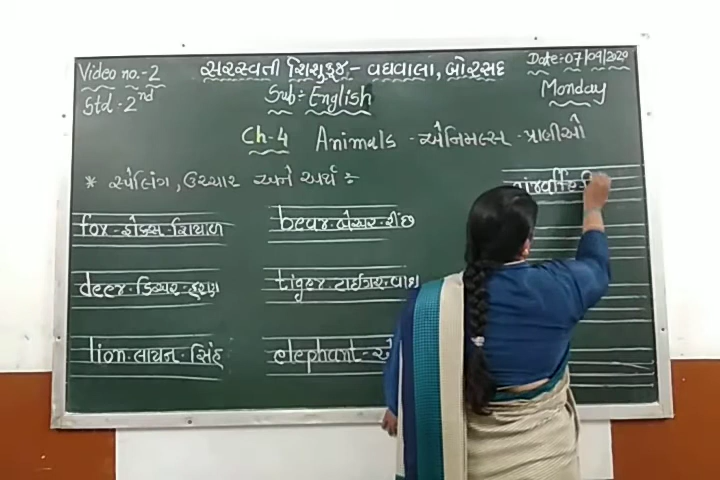 Video no.-2
Std-2nd
સરસ્વતી શિશુકુંજ - વઘવાલા, બોરસદ
Sub:- English
Date:-07/09/2020
Monday
Ch-4 Animals - એનિમલ્સ - પ્રાણીઓ
* સ્પેલિંગ, ઉચ્ચાર અને અર્થ :-
fox - ફોક્સ - શિયાળ
deer - ડિઅર - હરણ
lion - લાયન - સિંહ
bear - બેઅર - રીંછ
tiger - ટાઈગર - વાઘ
elephant -